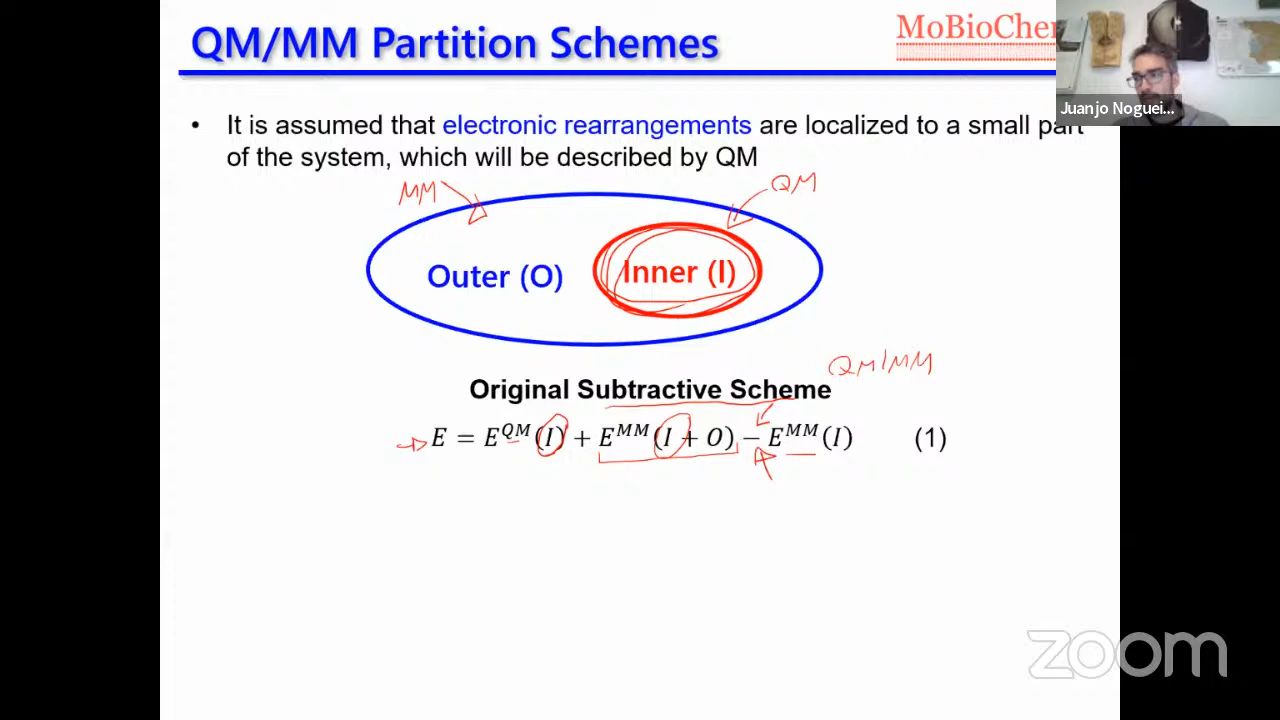 QM/MM Partition Schemes
MoBioChem
Juanjo Noguei...
• It is assumed that electronic rearrangements are localized to a small part
of the system, which will be described by QM
MM
QM
Outer (O)
Inner (I)
QM/MM
Original Subtractive Scheme
E = E^{QM}(I) + E^{MM}(I + O) − E^{MM}(I) (1)
zoom